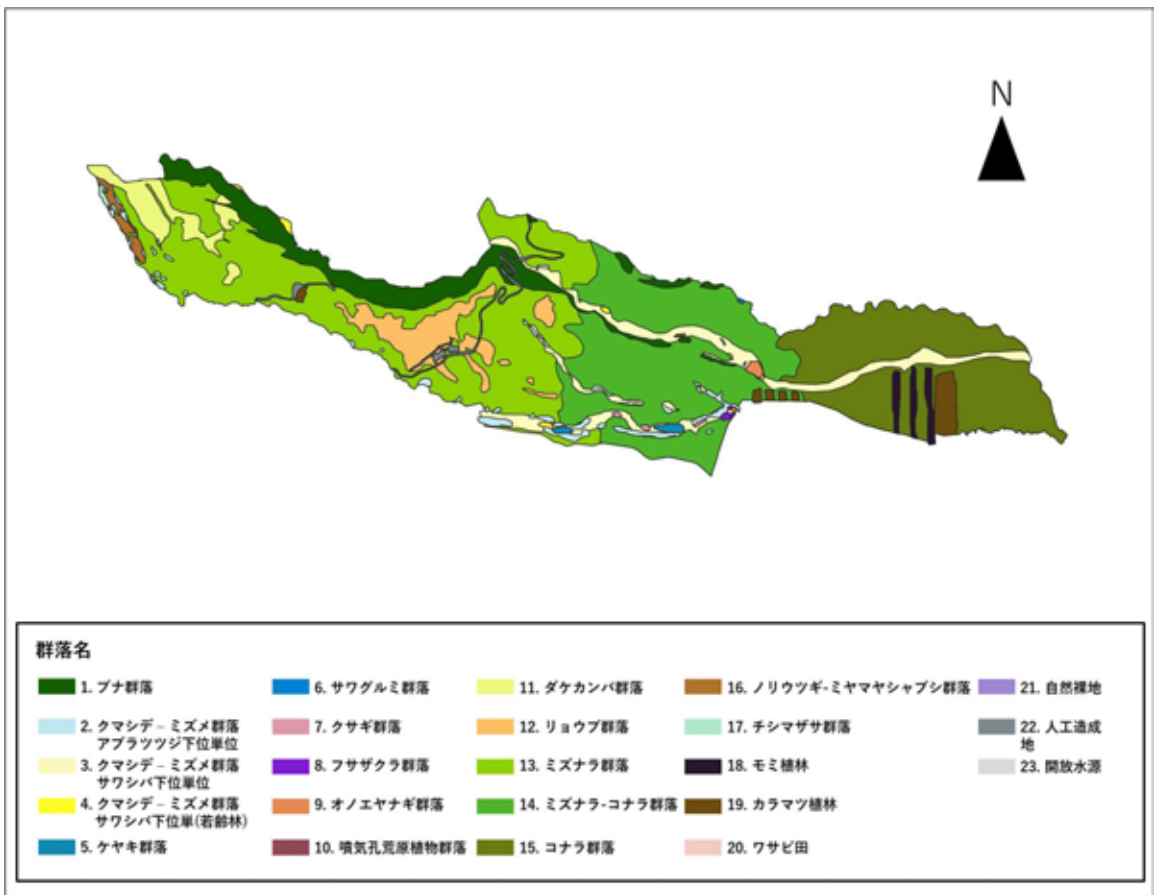 N
群落名
1. ブナ群落
2. クマシデ – ミズメ群落
アブラツツジ下位単位
3. クマシデ – ミズメ群落
サワシバ下位単位
4. クマシデ – ミズメ群落
サワシバ下位単(若齢林)
5. ケヤキ群落
6. サワグルミ群落
7. クサギ群落
8. フサザクラ群落
9. オノエヤナギ群落
10. 噴気孔荒原植物群落
11. ダケカンバ群落
12. リョウブ群落
13. ミズナラ群落
14. ミズナラ-コナラ群落
15. コナラ群落
16. ノリウツギ-ミヤマヤシャブシ群落
17. チシマザサ群落
18. モミ植林
19. カラマツ植林
20. ワサビ田
21. 自然裸地
22. 人工造成
地
23. 開放水源